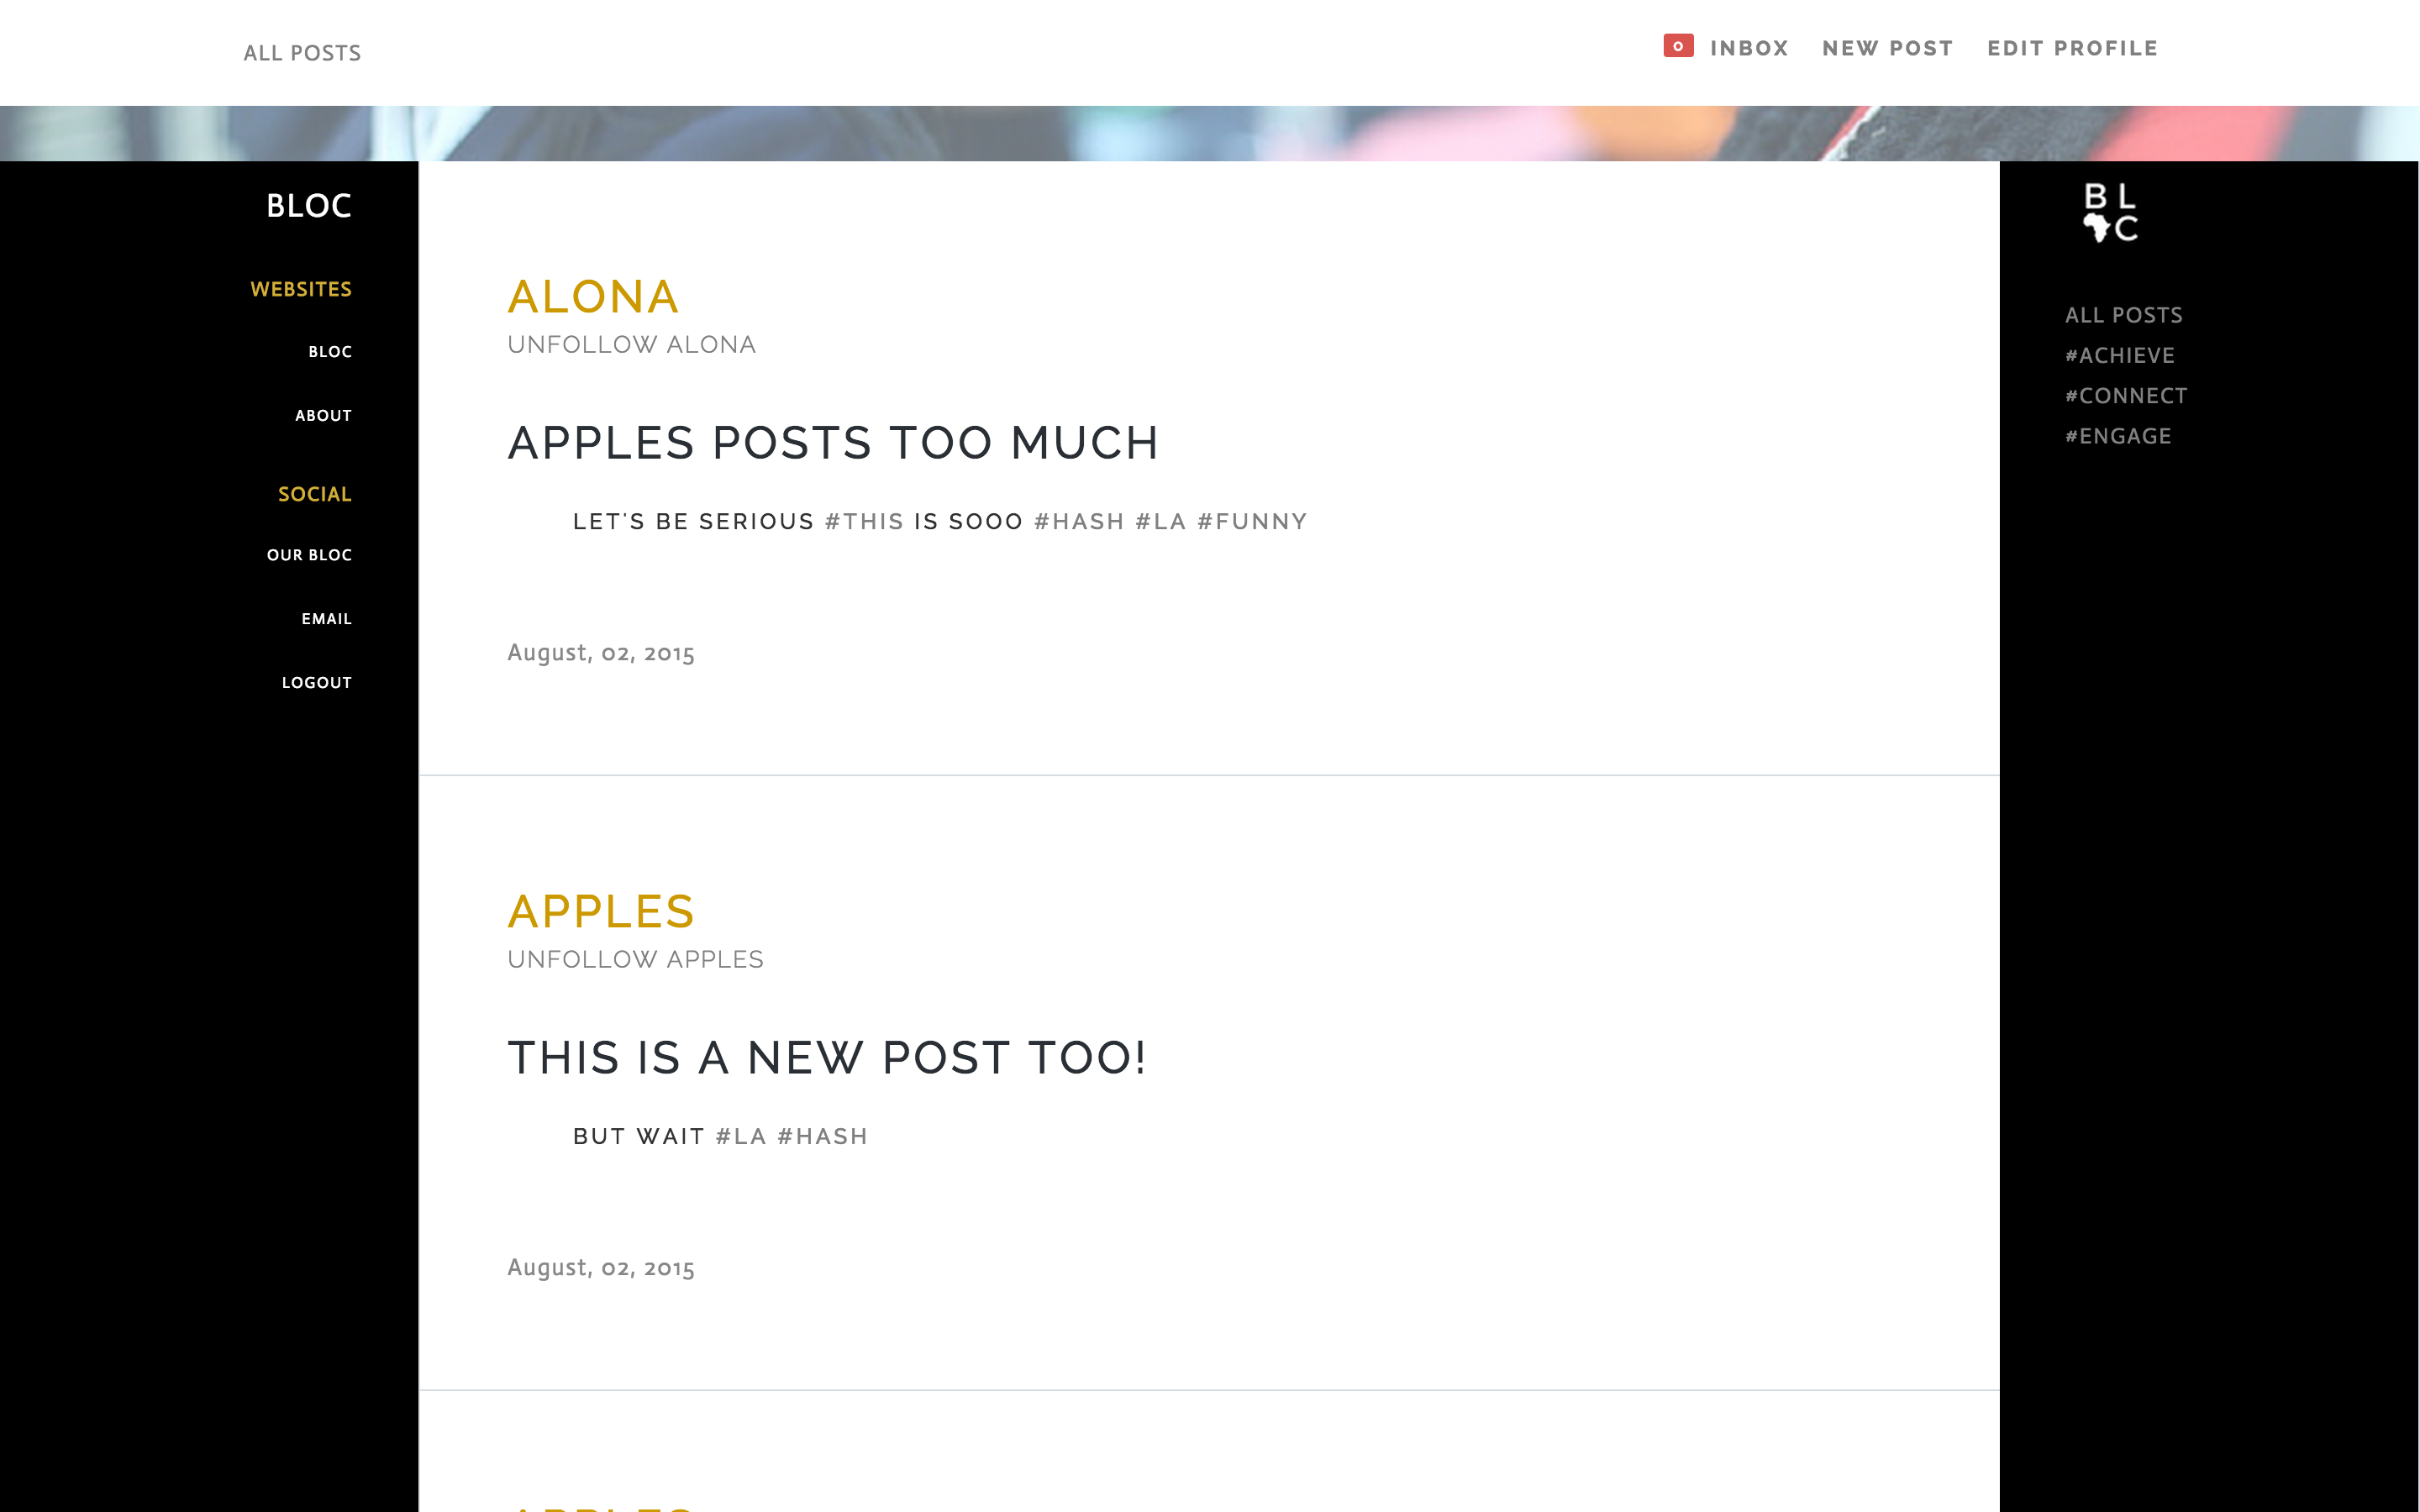 ALL POSTS
0 INBOX NEW POST EDIT PROFILE
BLOC
WEBSITES
BLOC
ABOUT
SOCIAL
OUR BLOC
EMAIL
LOGOUT
ALONA
UNFOLLOW ALONA
APPLES POSTS TOO MUCH
LET'S BE SERIOUS #THIS IS SOOO #HASH #LA #FUNNY
August, 02, 2015
APPLES
UNFOLLOW APPLES
THIS IS A NEW POST TOO!
BUT WAIT #LA #HASH
August, 02, 2015
APPLES
B L
C
ALL POSTS
#ACHIEVE
#CONNECT
#ENGAGE